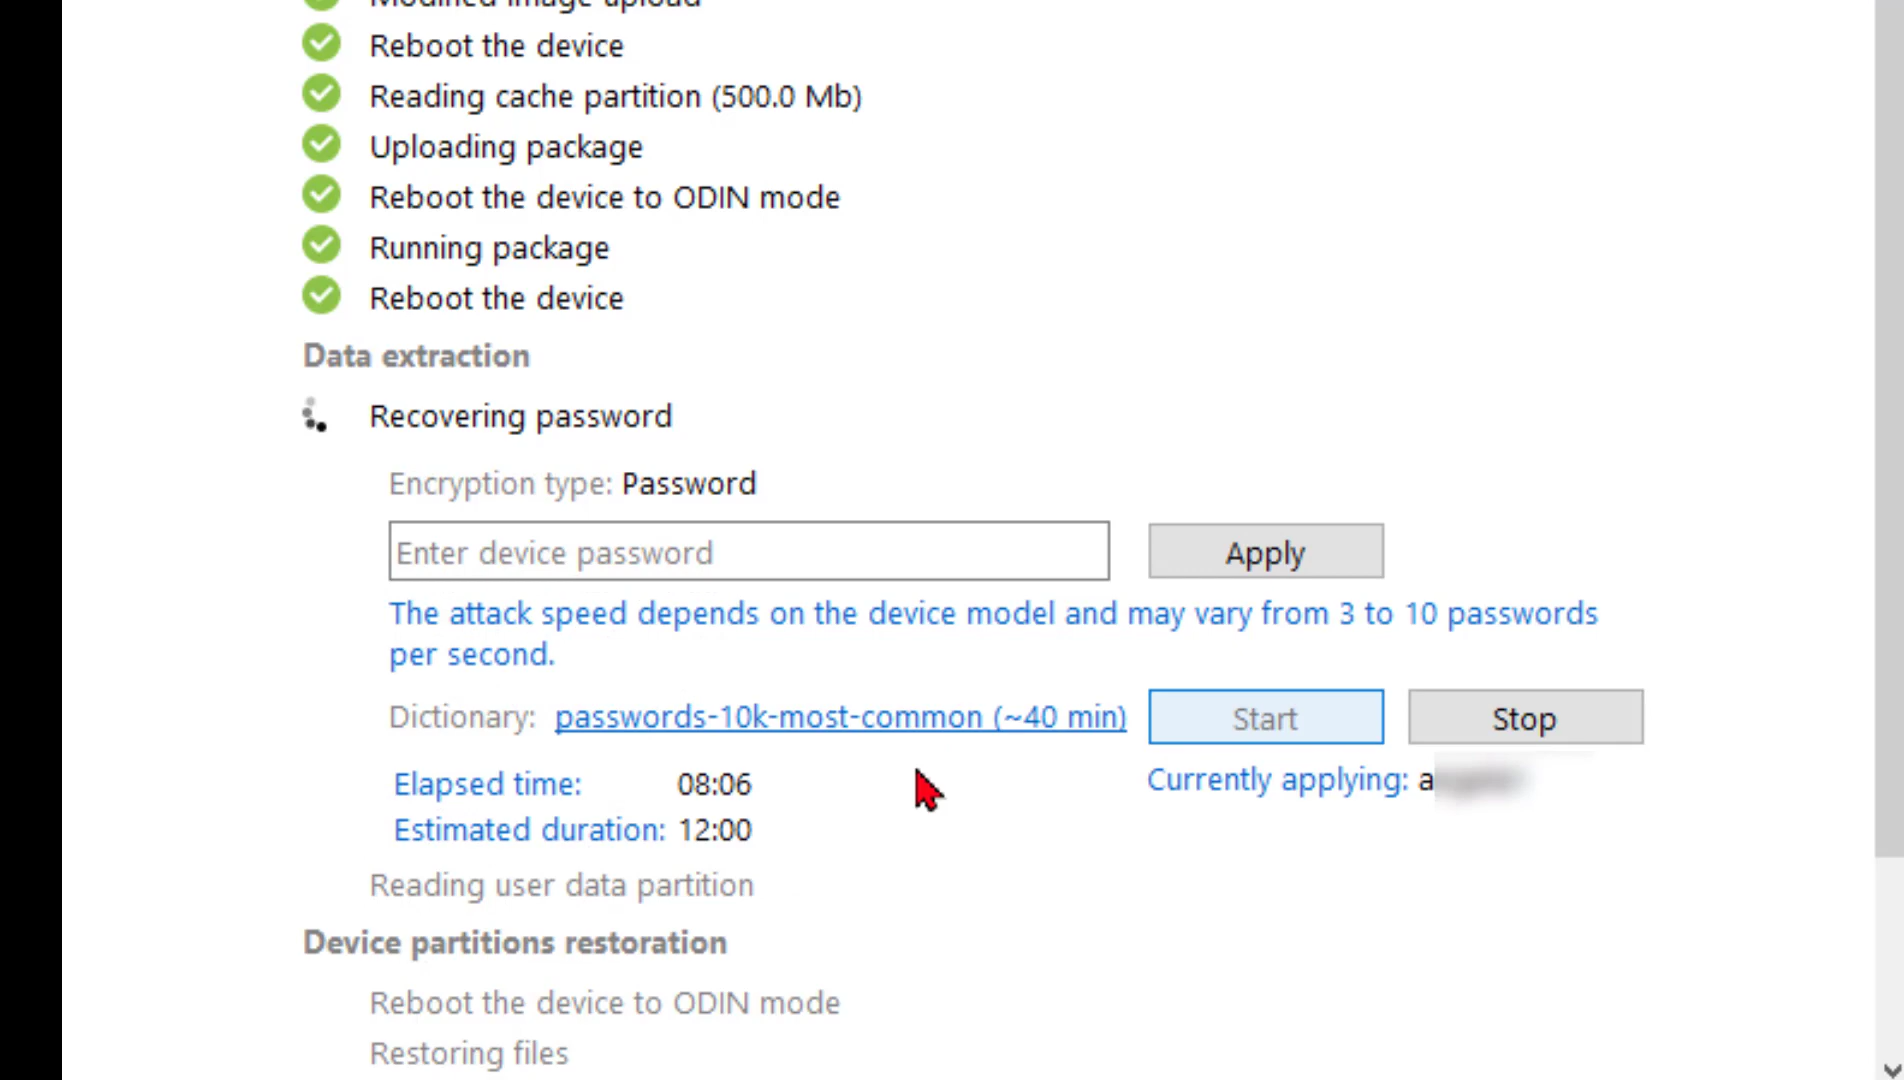 Modified image upload
Reboot the device
Reading cache partition (500.0 Mb)
Uploading package
Reboot the device to ODIN mode
Running package
Reboot the device
Data extraction
Recovering password
Encryption type: Password
Enter device password
Apply
The attack speed depends on the device model and may vary from 3 to 10 passwords
per second.
Dictionary: passwords-10k-most-common (~40 min)
Start
Stop
Elapsed time: 08:06
Currently applying: a
Estimated duration: 12:00
Reading user data partition
Device partitions restoration
Reboot the device to ODIN mode
Restoring files